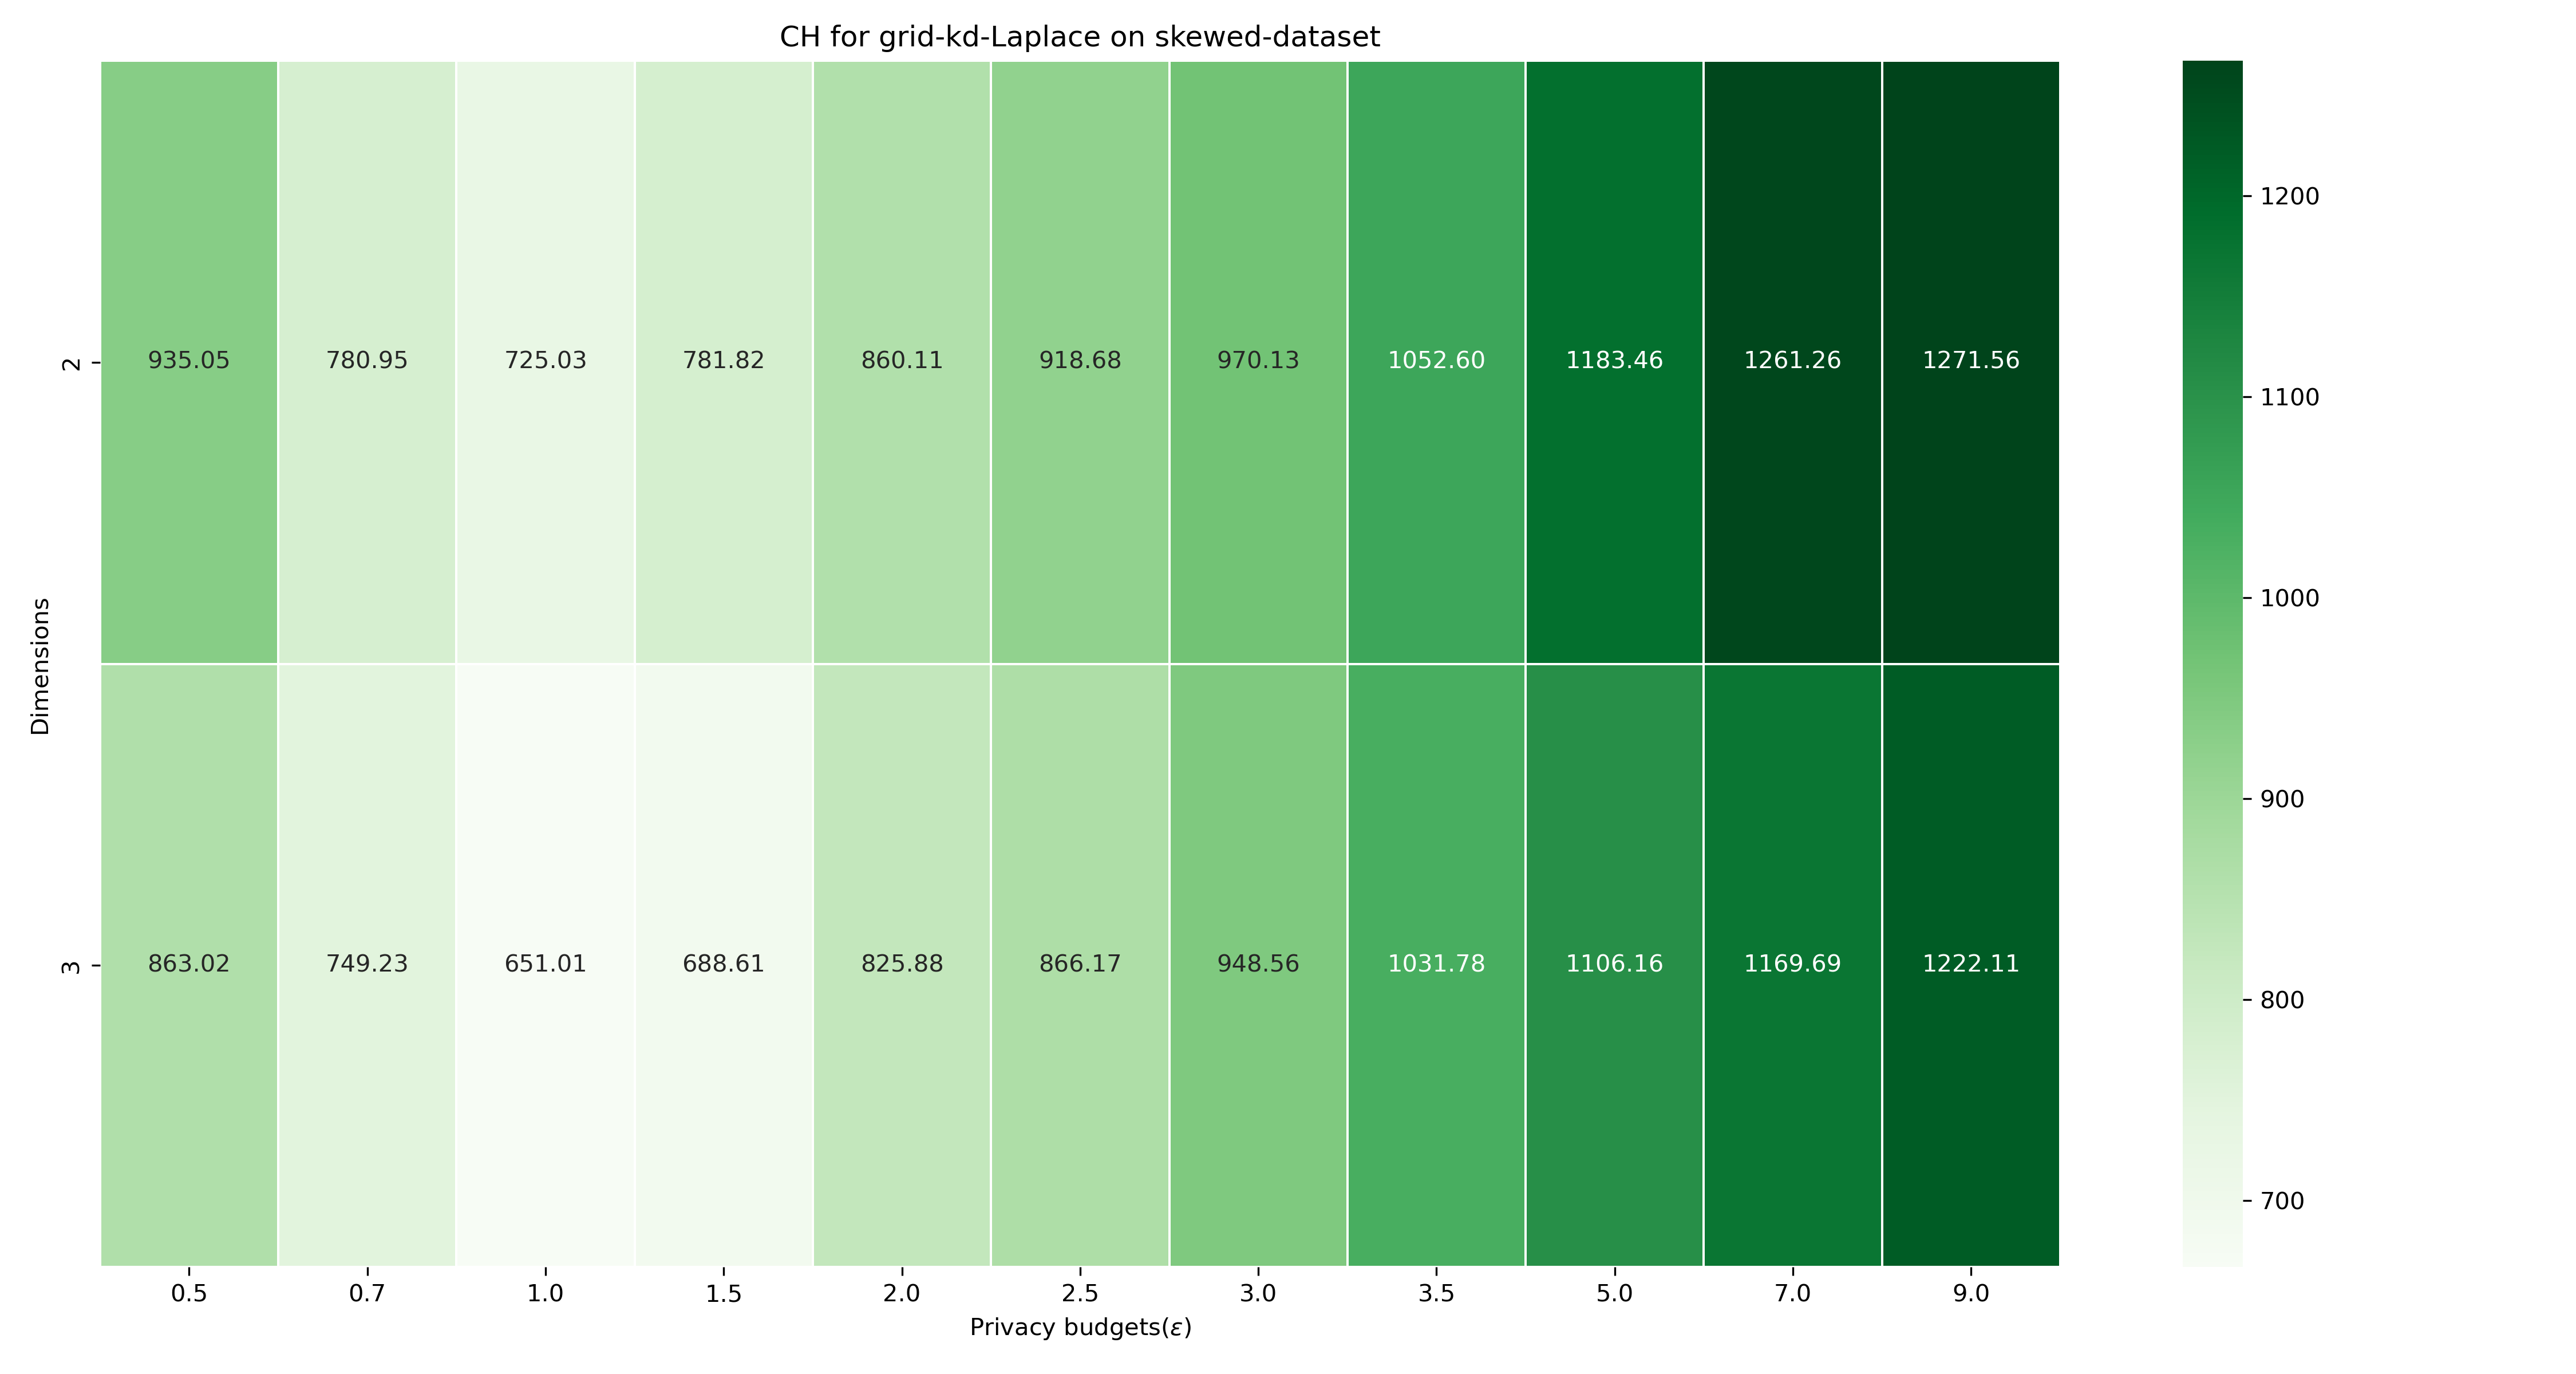 CH for grid-kd-Laplace on skewed-dataset
935.05 780.95 725.03 781.82 860.11 918.68 970.13 1052.60 1183.46 1261.26 1271.56
863.02 749.23 651.01 688.61 825.88 866.17 948.56 1031.78 1106.16 1169.69 1222.11
2
3
Dimensions
0.5 0.7 1.0 1.5 2.0 2.5 3.0 3.5 5.0 7.0 9.0
Privacy budgets(ε)
1200
1100
1000
900
800
700